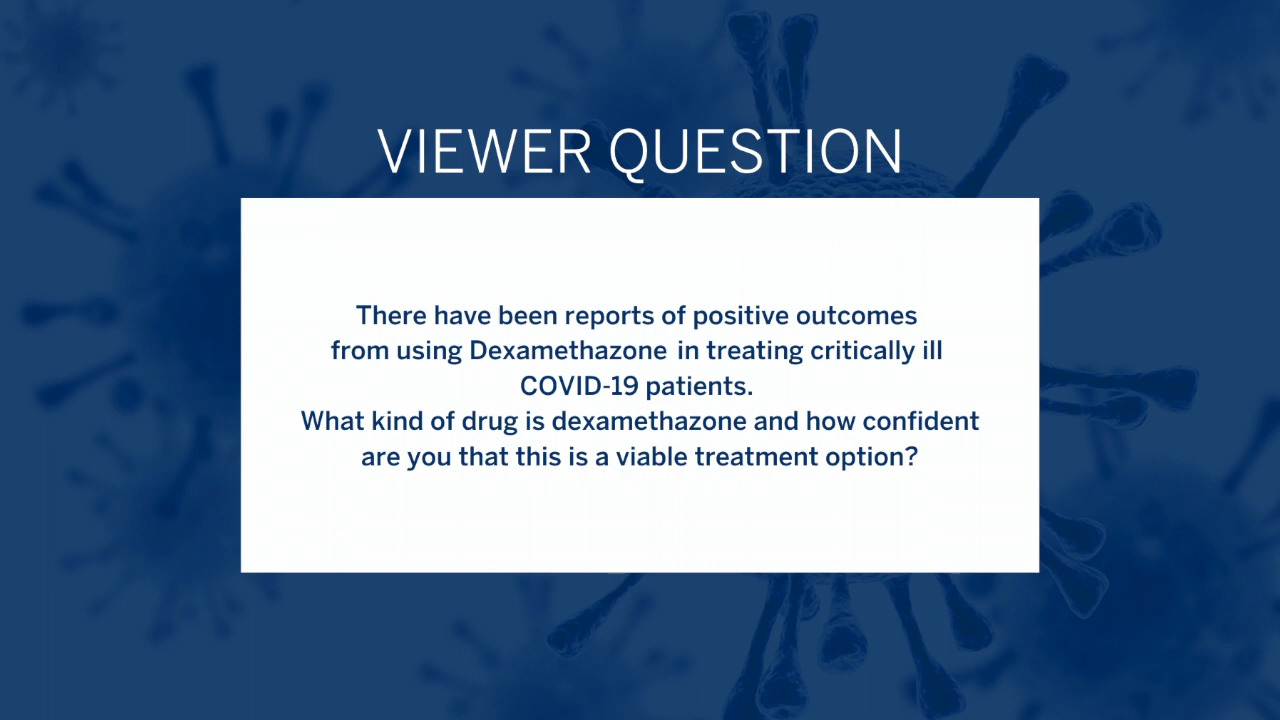 VIEWER QUESTION
There have been reports of positive outcomes
from using Dexamethazone in treating critically ill
COVID-19 patients.
What kind of drug is dexamethazone and how confident
are you that this is a viable treatment option?